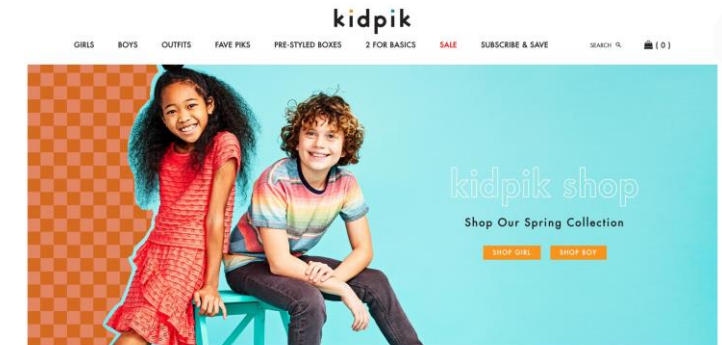 kidpik
GIRLS BOYS OUTFITS FAVE PIKS PRE-STYLED BOXES 2 FOR BASICS SALE SUBSCRIBE & SAVE SEARCH ( 0 )
kidpik shop
Shop Our Spring Collection
SHOP GIRL SHOP BOY